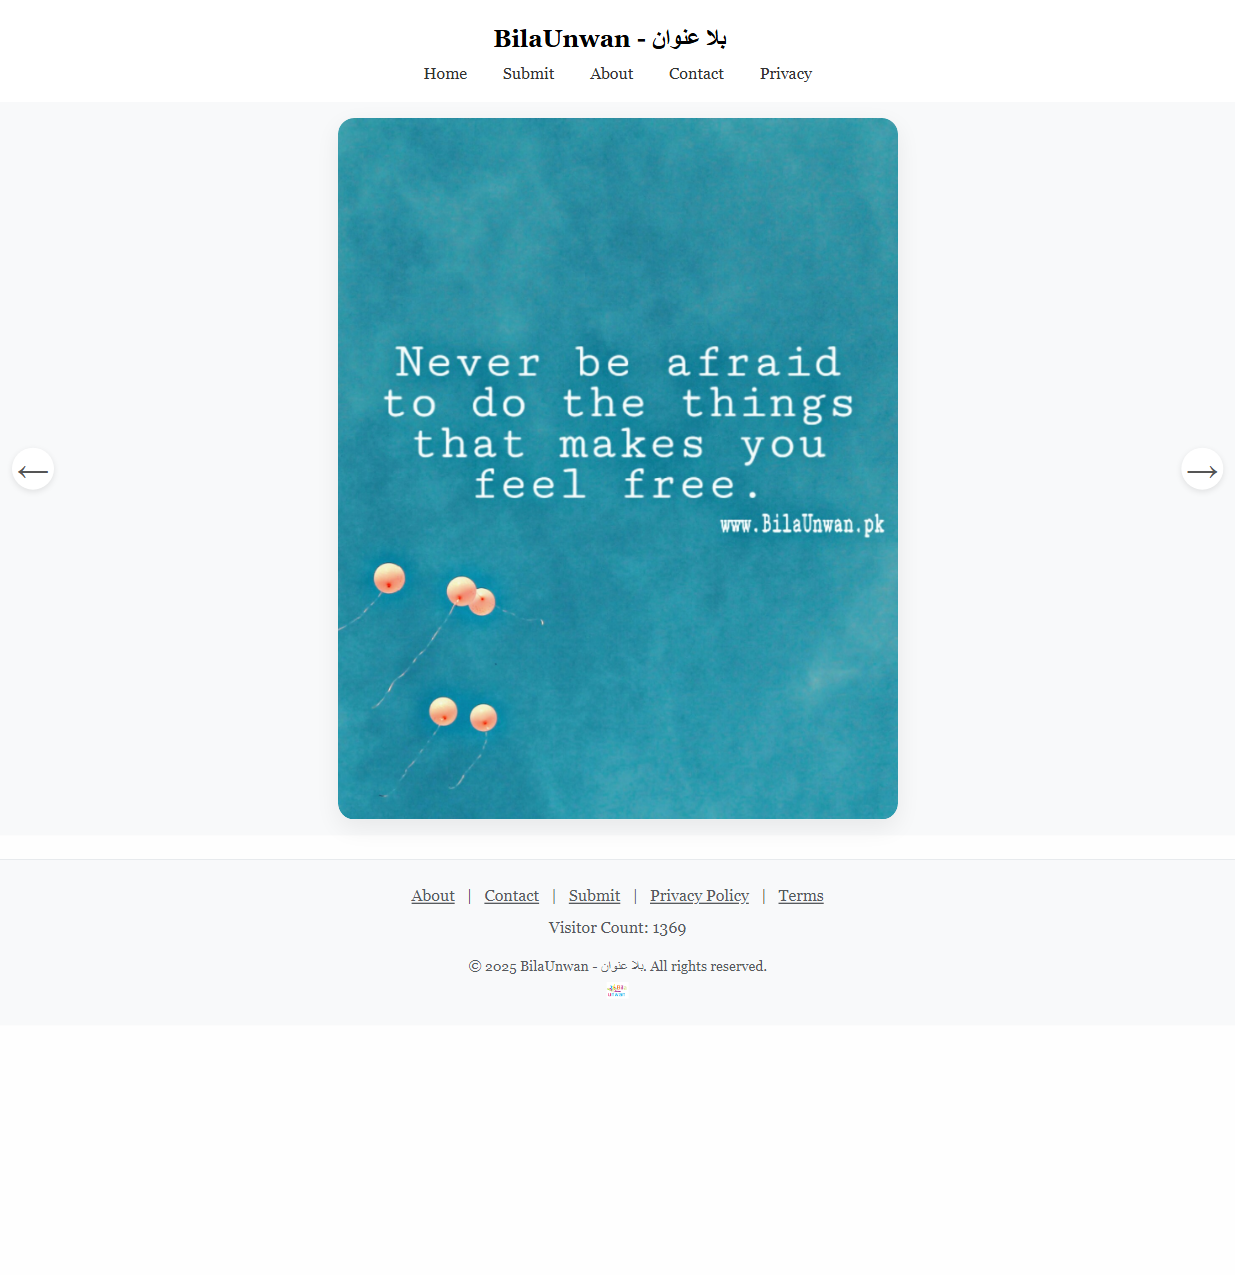 BilaUnwan - بلا عنوان
Home Submit About Contact Privacy
Never be afraid
to do the things
that makes you
feel free.
www.BilaUnwan.pk
← →
About | Contact | Submit | Privacy Policy | Terms
Visitor Count: 1369
© 2025 BilaUnwan - بلا عنوان. All rights reserved.